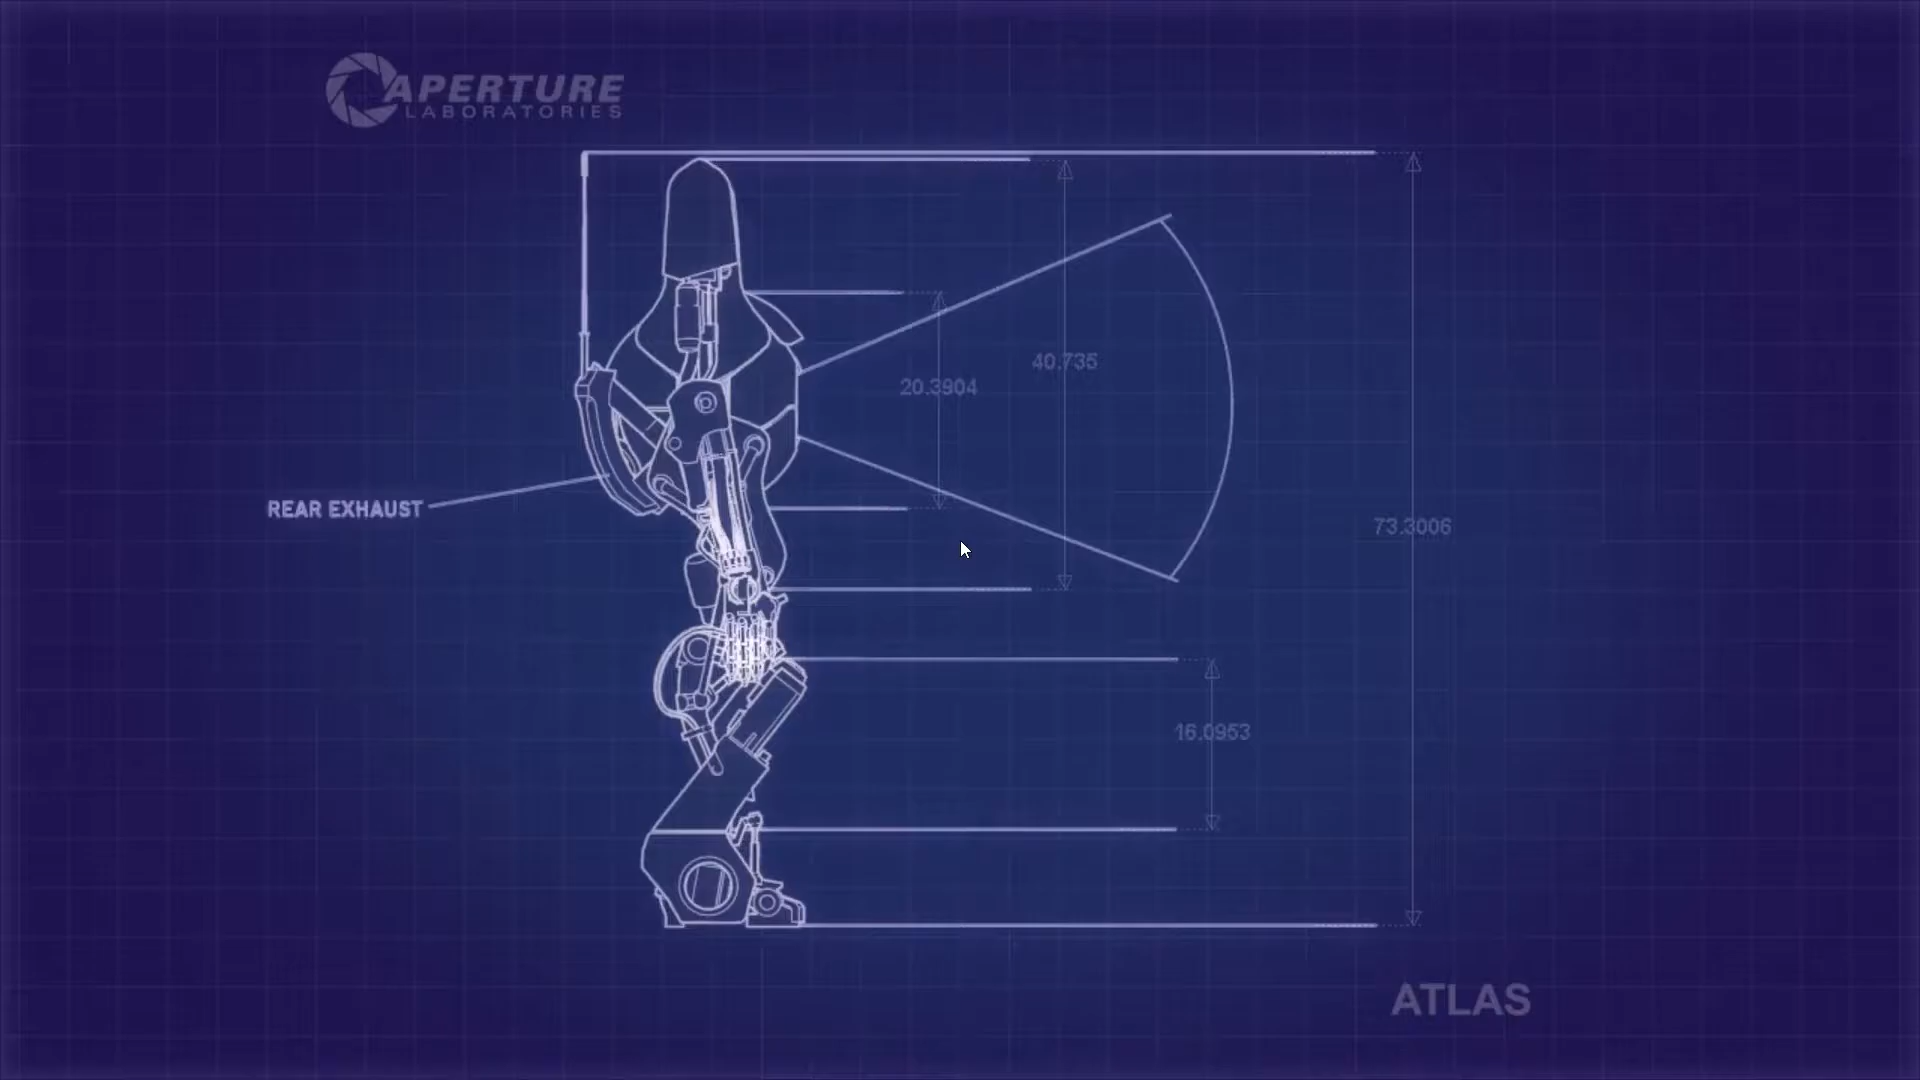 APERTURE
LABORATORIES
40.735
20.3904
REAR EXHAUST
73.3006
16.0953
ATLAS